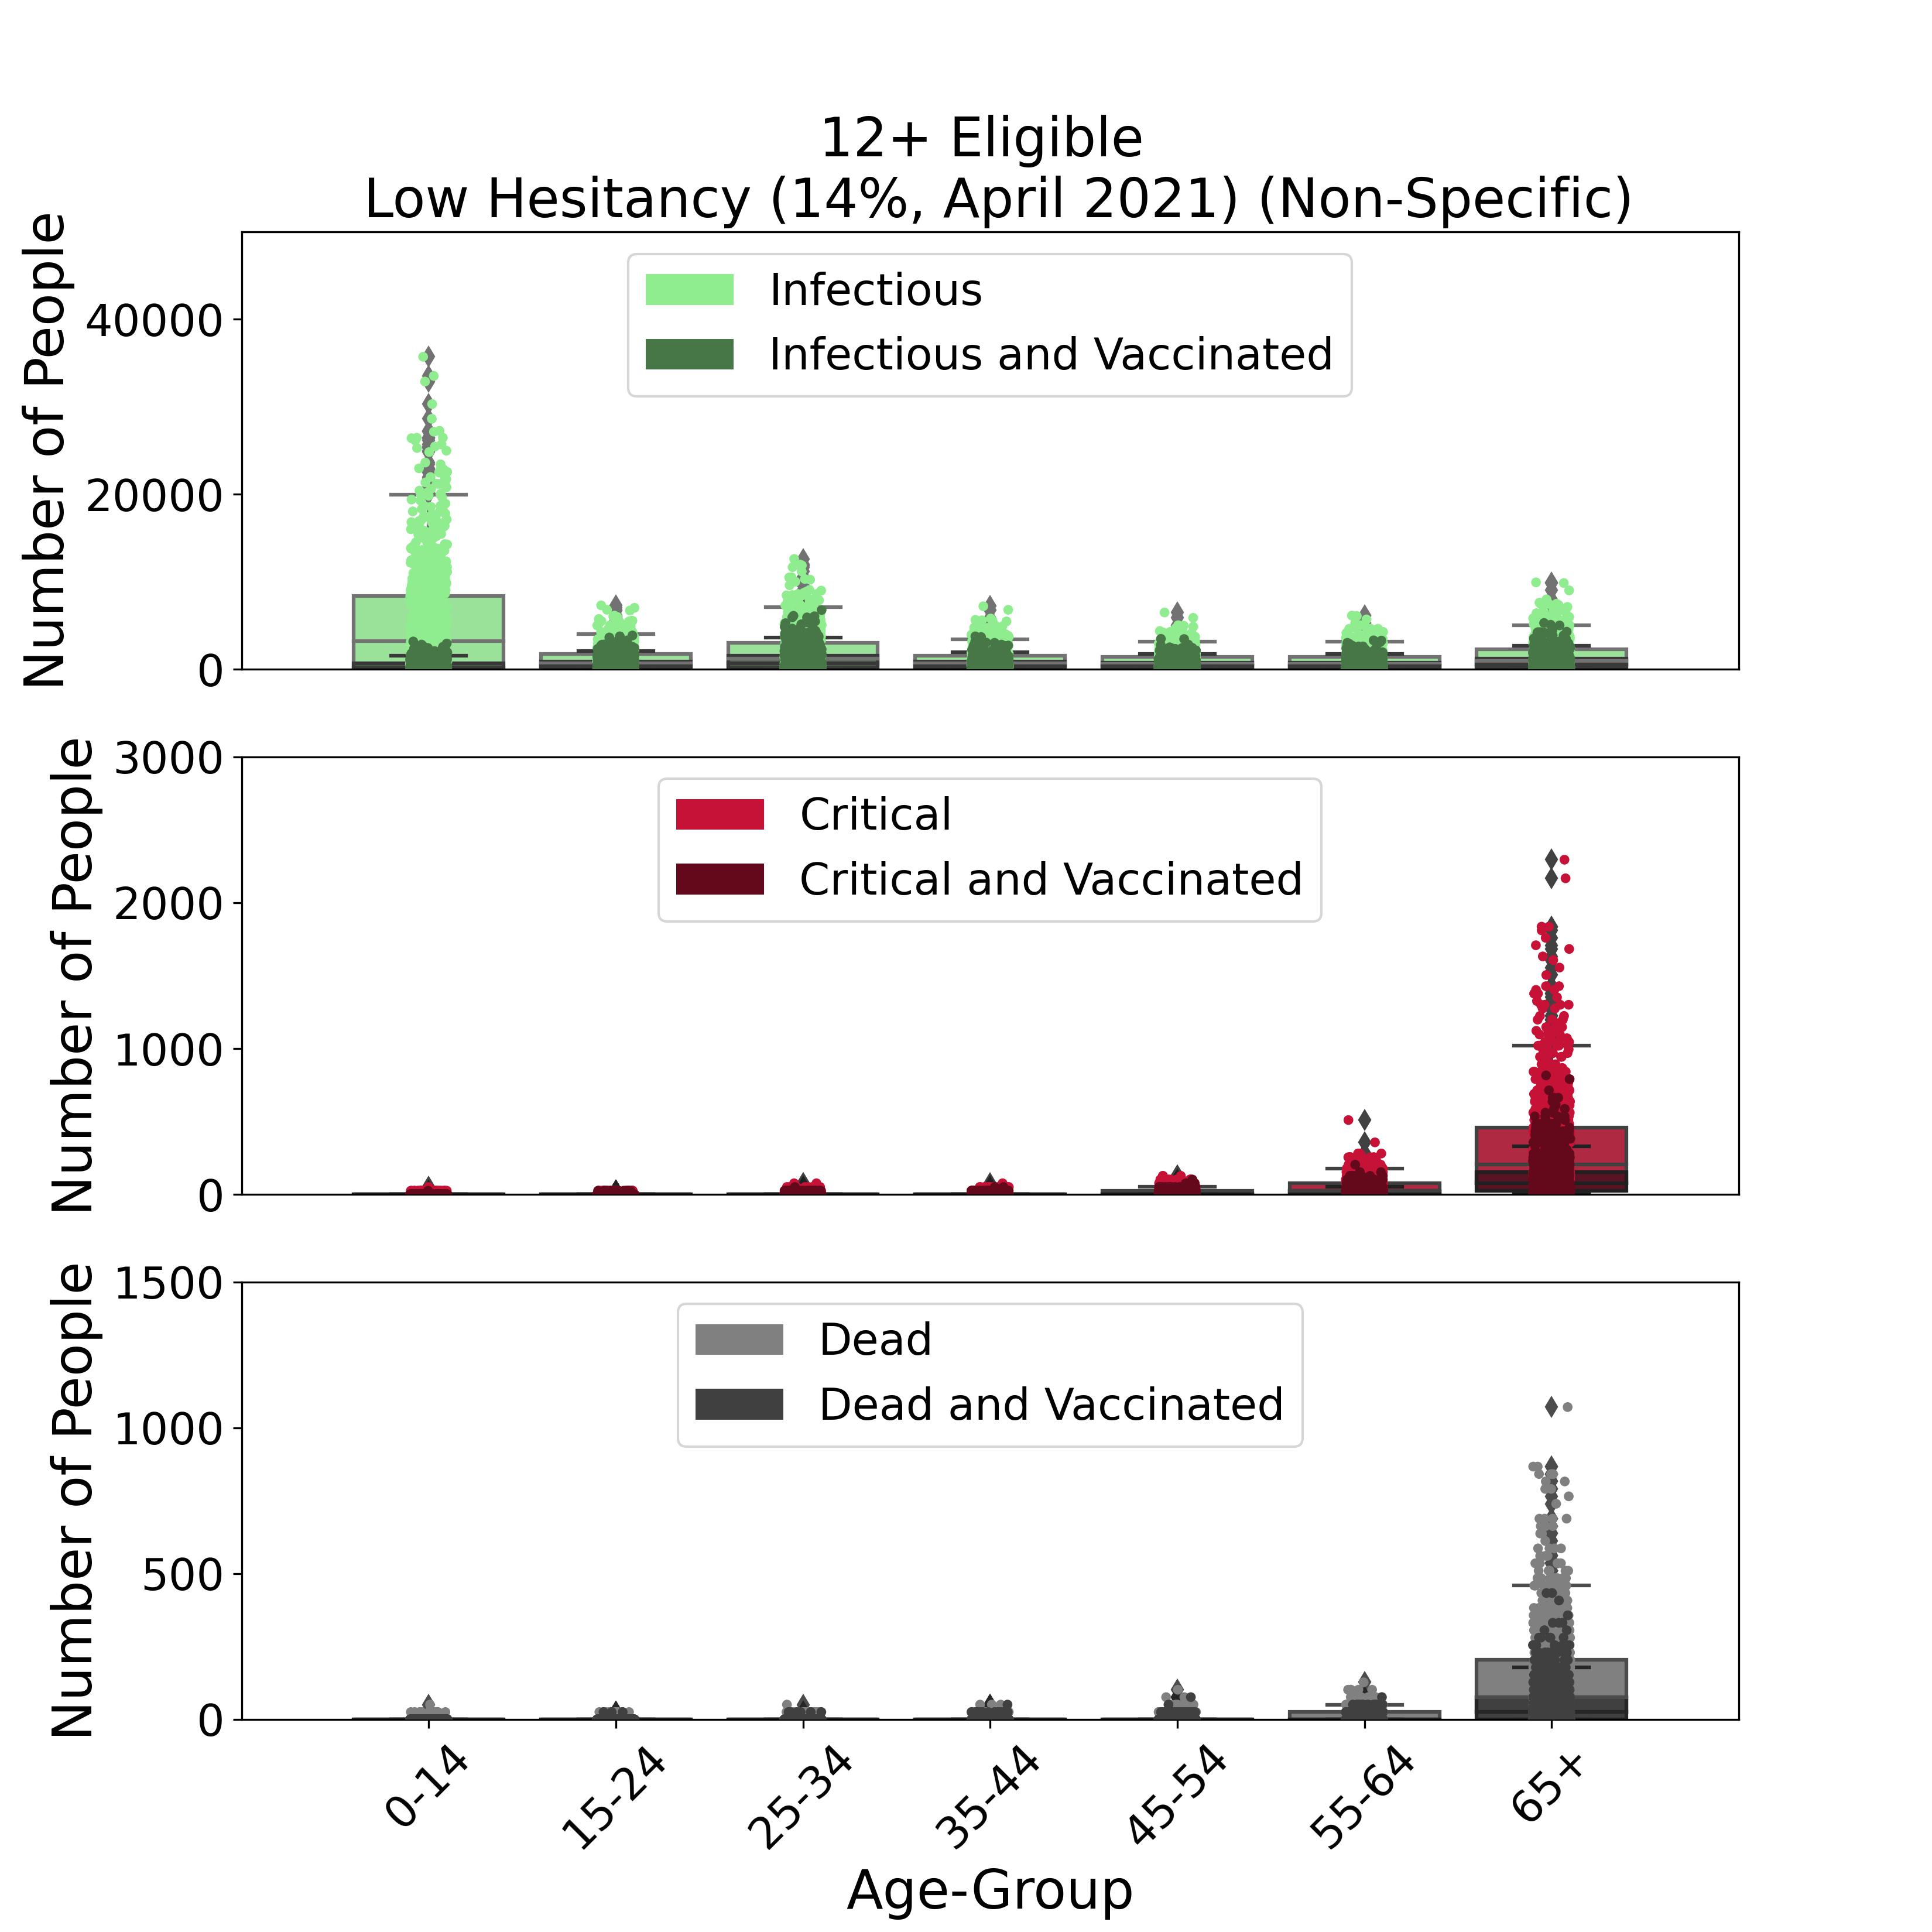 12+ Eligible
Low Hesitancy (14%, April 2021) (Non-Specific)
Number of People
40000
20000
0
Infectious
Infectious and Vaccinated
Number of People
3000
2000
1000
0
Critical
Critical and Vaccinated
Number of People
1500
1000
500
0
Dead
Dead and Vaccinated
0-14
15-24
25-34
35-44
45-54
55-64
65+
Age-Group